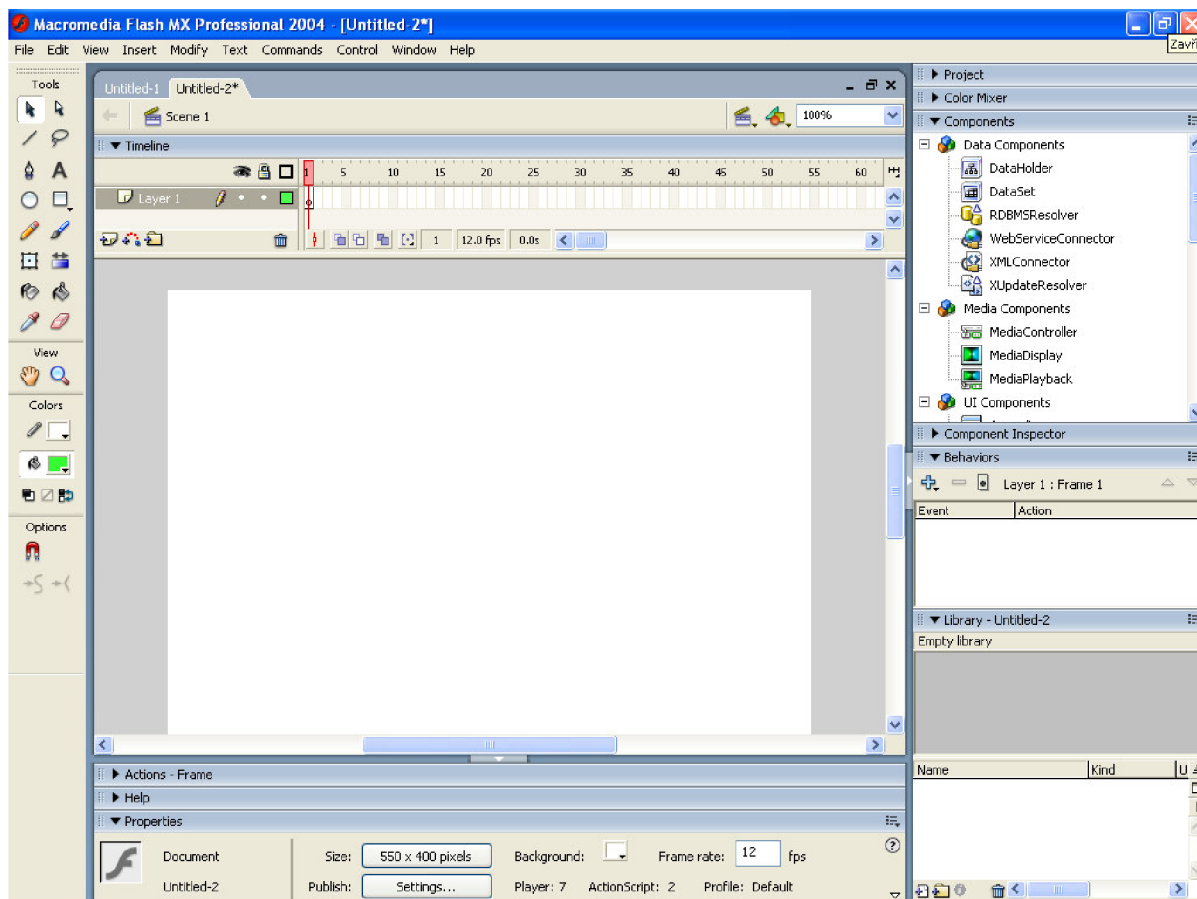 Macromedia Flash MX Professional 2004 - [Untitled-2*]
File Edit View Insert Modify Text Commands Control Window Help
Tools
View
Colors
Options
Untitled-1 Untitled-2*
Scene 1 100%
Timeline
1 5 10 15 20 25 30 35 40 45 50 55 60
Layer 1
1 12.0 fps 0.0s
Actions - Frame
Help
Properties
Document Size: 550 x 400 pixels Background: Frame rate: 12 fps
Untitled-2 Publish: Settings... Player: 7 ActionScript: 2 Profile: Default
Project
Color Mixer
Components
Data Components
DataHolder
DataSet
RDBMSResolver
WebServiceConnector
XMLConnector
XUpdateResolver
Media Components
MediaController
MediaDisplay
MediaPlayback
UI Components
Component Inspector
Behaviors
Layer 1 : Frame 1
Event Action
Library - Untitled-2
Empty library
Name Kind U